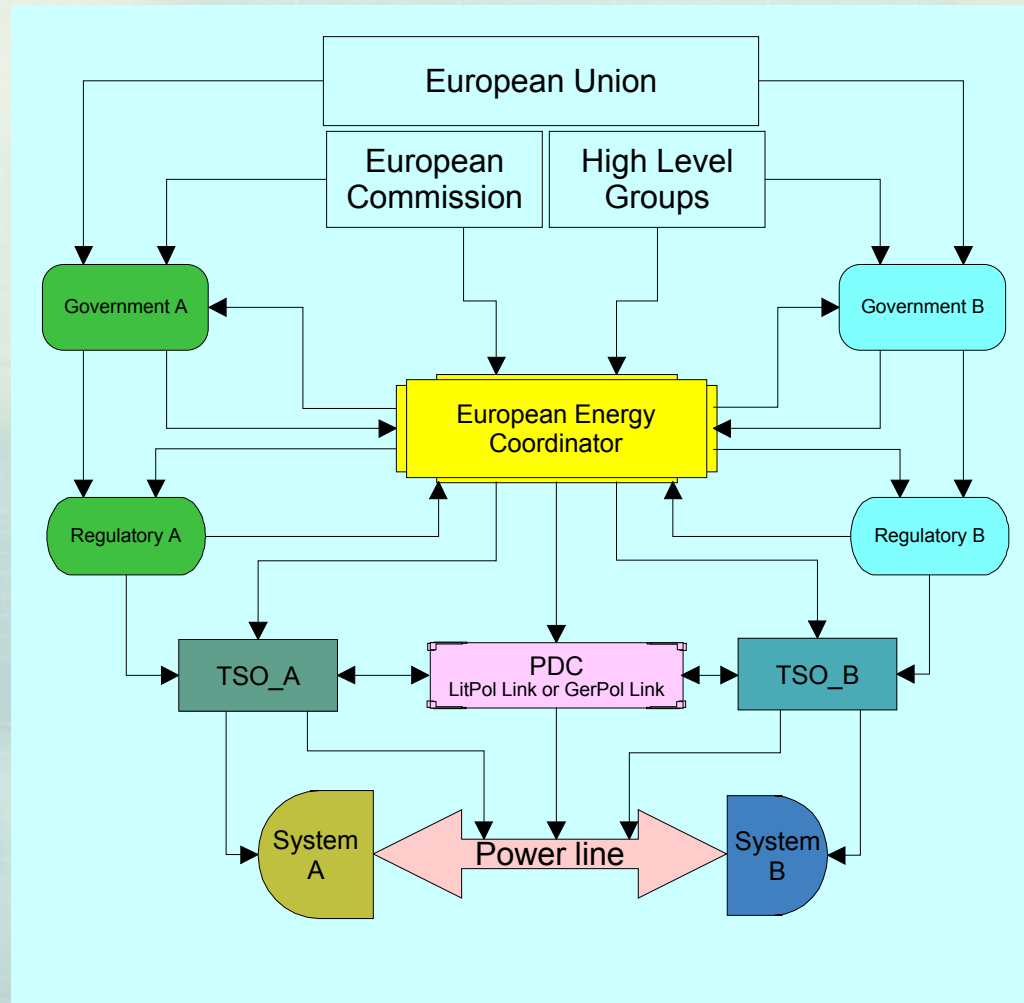 European Union
European
Commission
High Level
Groups
Government A
Government B
European Energy
Coordinator
Regulatory A
Regulatory B
TSO_A
PDC
LitPol Link or GerPol Link
TSO_B
System
A
Power line
System
B